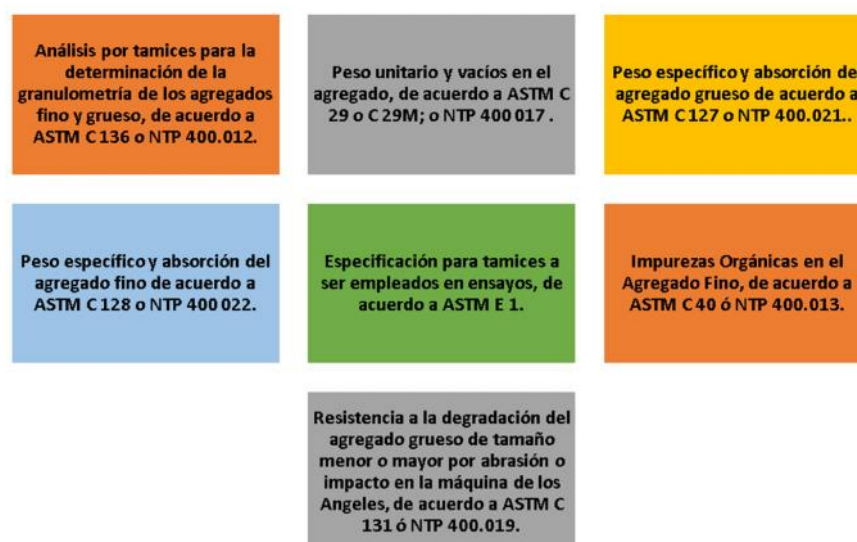 Análisis por tamices para la
determinación de la
granulometría de los agregados
fino y grueso, de acuerdo a
ASTM C 136 o NTP 400.012.
Peso unitario y vacíos en el
agregado, de acuerdo a ASTM C
29 o C 29M; o NTP 400 017 .
Peso específico y absorción del
agregado grueso de acuerdo a
ASTM C 127 o NTP 400.021..
Peso específico y absorción del
agregado fino de acuerdo a
ASTM C 128 o NTP 400 022.
Especificación para tamices a
ser empleados en ensayos, de
acuerdo a ASTM E 1.
Impurezas Orgánicas en el
Agregado Fino, de acuerdo a
ASTM C 40 ó NTP 400.013.
Resistencia a la degradación del
agregado grueso de tamaño
menor o mayor por abrasión o
impacto en la máquina de los
Angeles, de acuerdo a ASTM C
131 ó NTP 400.019.